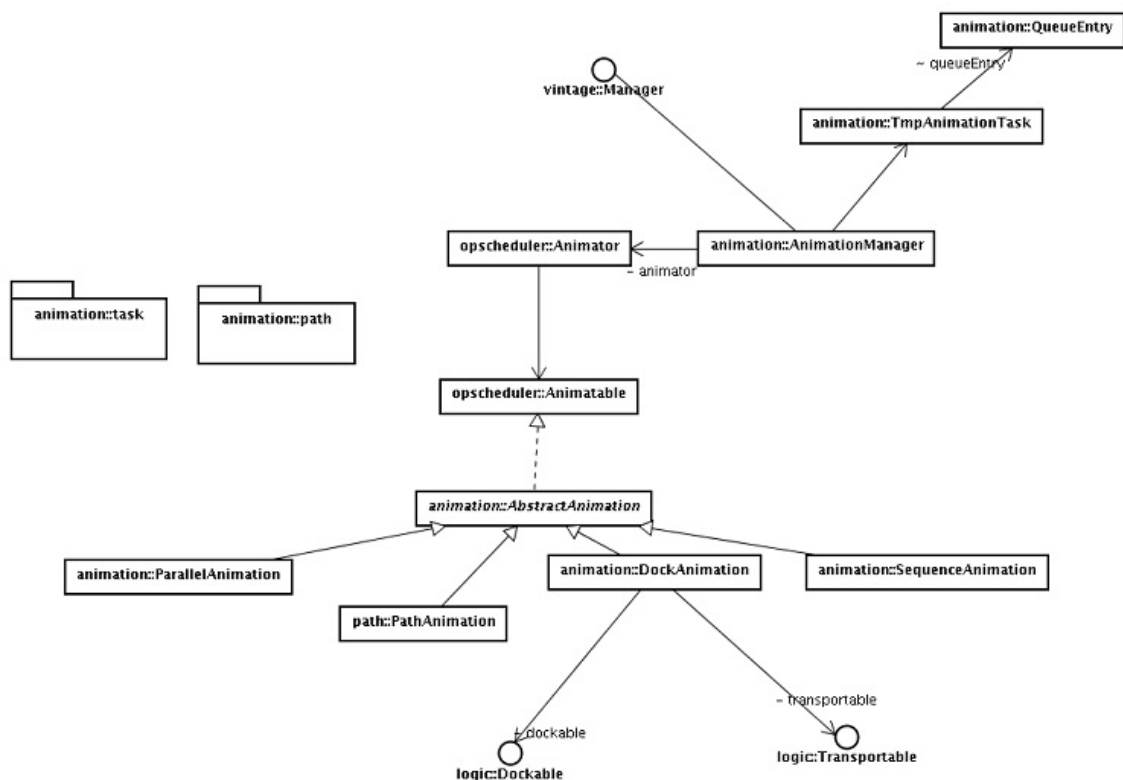 animation::QueueEntry
~ queueEntry
vintage::Manager
animation::TmpAnimationTask
opscheduler::Animator
animation::AnimationManager
- animator
animation::task
animation::path
opscheduler::Animatable
animation::AbstractAnimation
animation::ParallelAnimation
animation::DockAnimation
animation::SequenceAnimation
path::PathAnimation
- transportable
- dockable
logic::Transportable
logic::Dockable